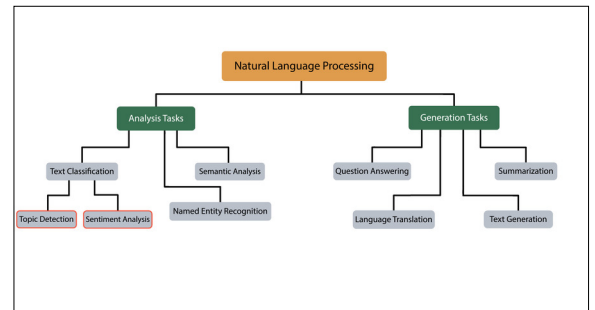 Natural Language Processing
Analysis Tasks
Generation Tasks
Text Classification
Semantic Analysis
Question Answering
Summarization
Topic Detection
Sentiment Analysis
Named Entity Recognition
Language Translation
Text Generation